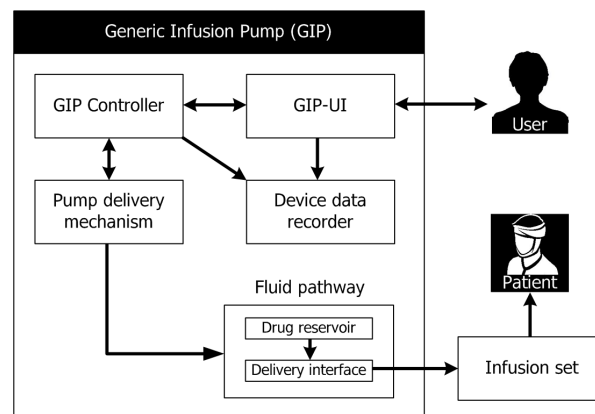 Generic Infusion Pump (GIP)
GIP Controller
GIP-UI
User
Pump delivery
mechanism
Device data
recorder
Patient
Fluid pathway
Drug reservoir
Delivery interface
Infusion set